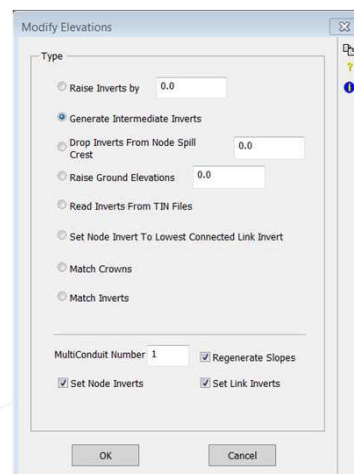 Modify Elevations
Type
Raise Inverts by 0.0
Generate Intermediate Inverts
Drop Inverts From Node Spill 0.0
Crest
Raise Ground Elevations 0.0
Read Inverts From TIN Files
Set Node Invert To Lowest Connected Link Invert
Match Crowns
Match Inverts
MultiConduit Number 1 Regenerate Slopes
Set Node Inverts Set Link Inverts
OK Cancel